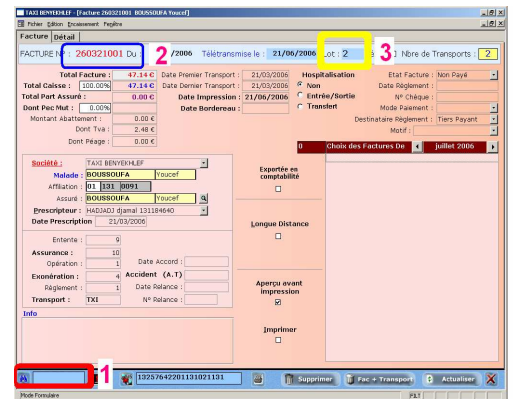 TAXI BENYEKHLEF - [Facture 260321001 BOUSSOUFA Youcef]
Fichier Edition Encaissement Fenêtre
Facture Détail
FACTURE N° : 260321001 Du : 2 /2006 Télétransmise le : 21/06/2006 Lot : 2 3 Nbre de Transports : 2
Total Facture : 47.14 € Date Premier Transport : 21/03/2006 Hospitalisation Etat Facture : Non Payé
Total Caisse : 100.00% 47.14 € Date Dernier Transport : 21/03/2006 Non Date Règlement :
Total Part Assuré : 0.00 € Date Impression : 21/06/2006 Entrée/Sortie N° Chèque :
Dont Pec Mut : 0.00% Date Bordereau : Transfert Mode Paiement :
Montant Abattement : 0.00 € Destinataire Règlement : Tiers Payant
Dont Tva : 2.48 € Motif :
Dont Péage : 0.00 €
0 Choix des Factures De juillet 2006
Société : TAXI BENYEKHLEF
Malade : BOUSSOUFA Youcef
Affiliation : 01 131 0091
Assuré : BOUSSOUFA Youcef
Prescripteur : HADJADJ djamal 131184640
Date Prescription 21/03/2006
Exportée en
comptabilité
Longue Distance
Entente : 9
Assurance : 10
Opération : 1 Date Accord :
Exonération : 4 Accident (A.T)
Règlement : 1 Date Relance :
Transport : TXI N° Relance :
Aperçu avant
impression
Info
Imprimer
1
13257642201131021131 Supprimer Fac + Transport Actualiser
Mode Formulaire